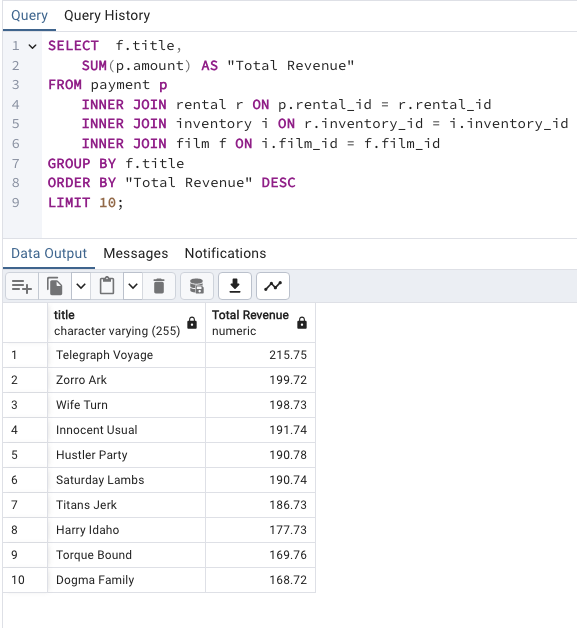 Query Query History
1 SELECT f.title,
2 SUM(p.amount) AS "Total Revenue"
3 FROM payment p
4 INNER JOIN rental r ON p.rental_id = r.rental_id
5 INNER JOIN inventory i ON r.inventory_id = i.inventory_id
6 INNER JOIN film f ON i.film_id = f.film_id
7 GROUP BY f.title
8 ORDER BY "Total Revenue" DESC
9 LIMIT 10;
Data Output Messages Notifications
title Total Revenue
character varying (255) numeric
1 Telegraph Voyage 215.75
2 Zorro Ark 199.72
3 Wife Turn 198.73
4 Innocent Usual 191.74
5 Hustler Party 190.78
6 Saturday Lambs 190.74
7 Titans Jerk 186.73
8 Harry Idaho 177.73
9 Torque Bound 169.76
10 Dogma Family 168.72